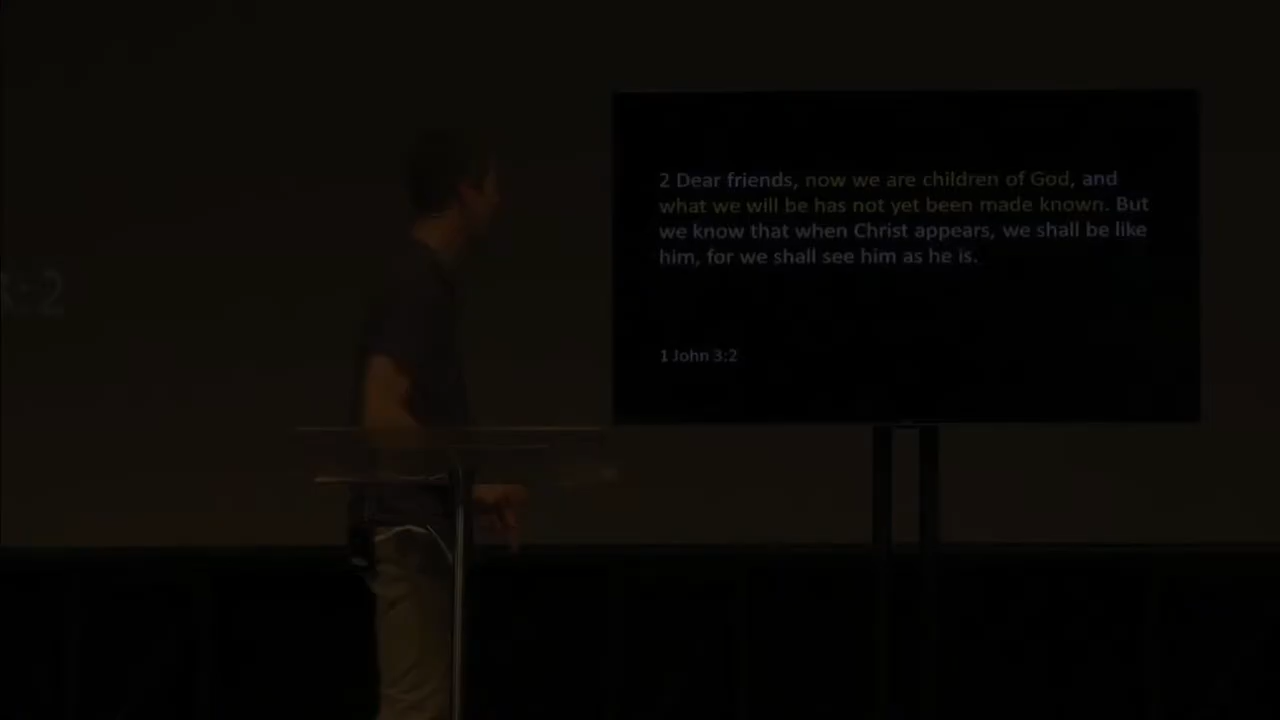 2 Dear friends, now we are children of God, and
what we will be has not yet been made known. But
we know that when Christ appears, we shall be like
him, for we shall see him as he is.
1 John 3:2
:2